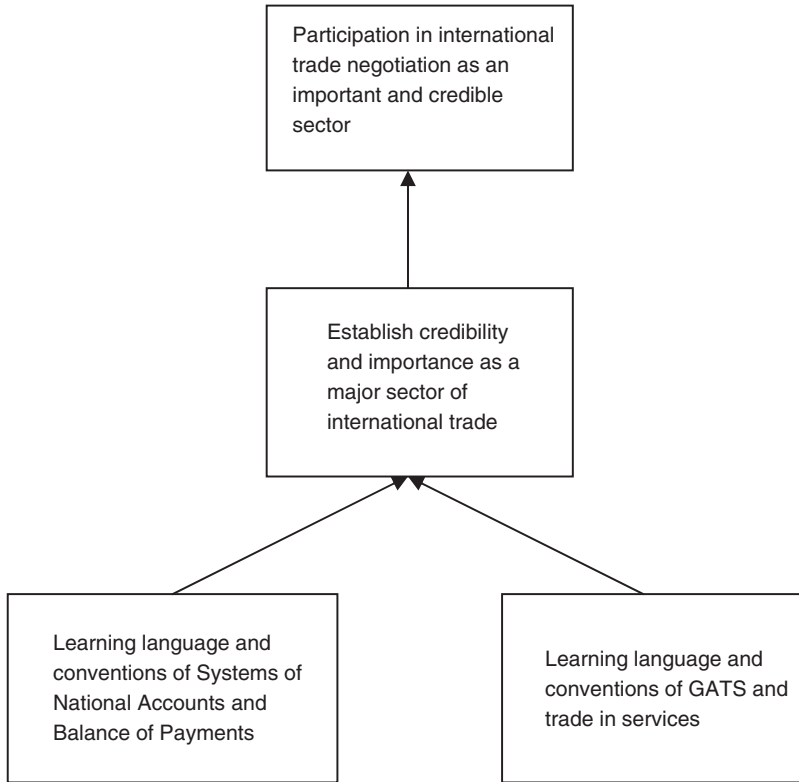 Participation in international
trade negotiation as an
important and credible
sector
Establish credibility
and importance as a
major sector of
international trade
Learning language and
conventions of Systems of
National Accounts and
Balance of Payments
Learning language and
conventions of GATS and
trade in services